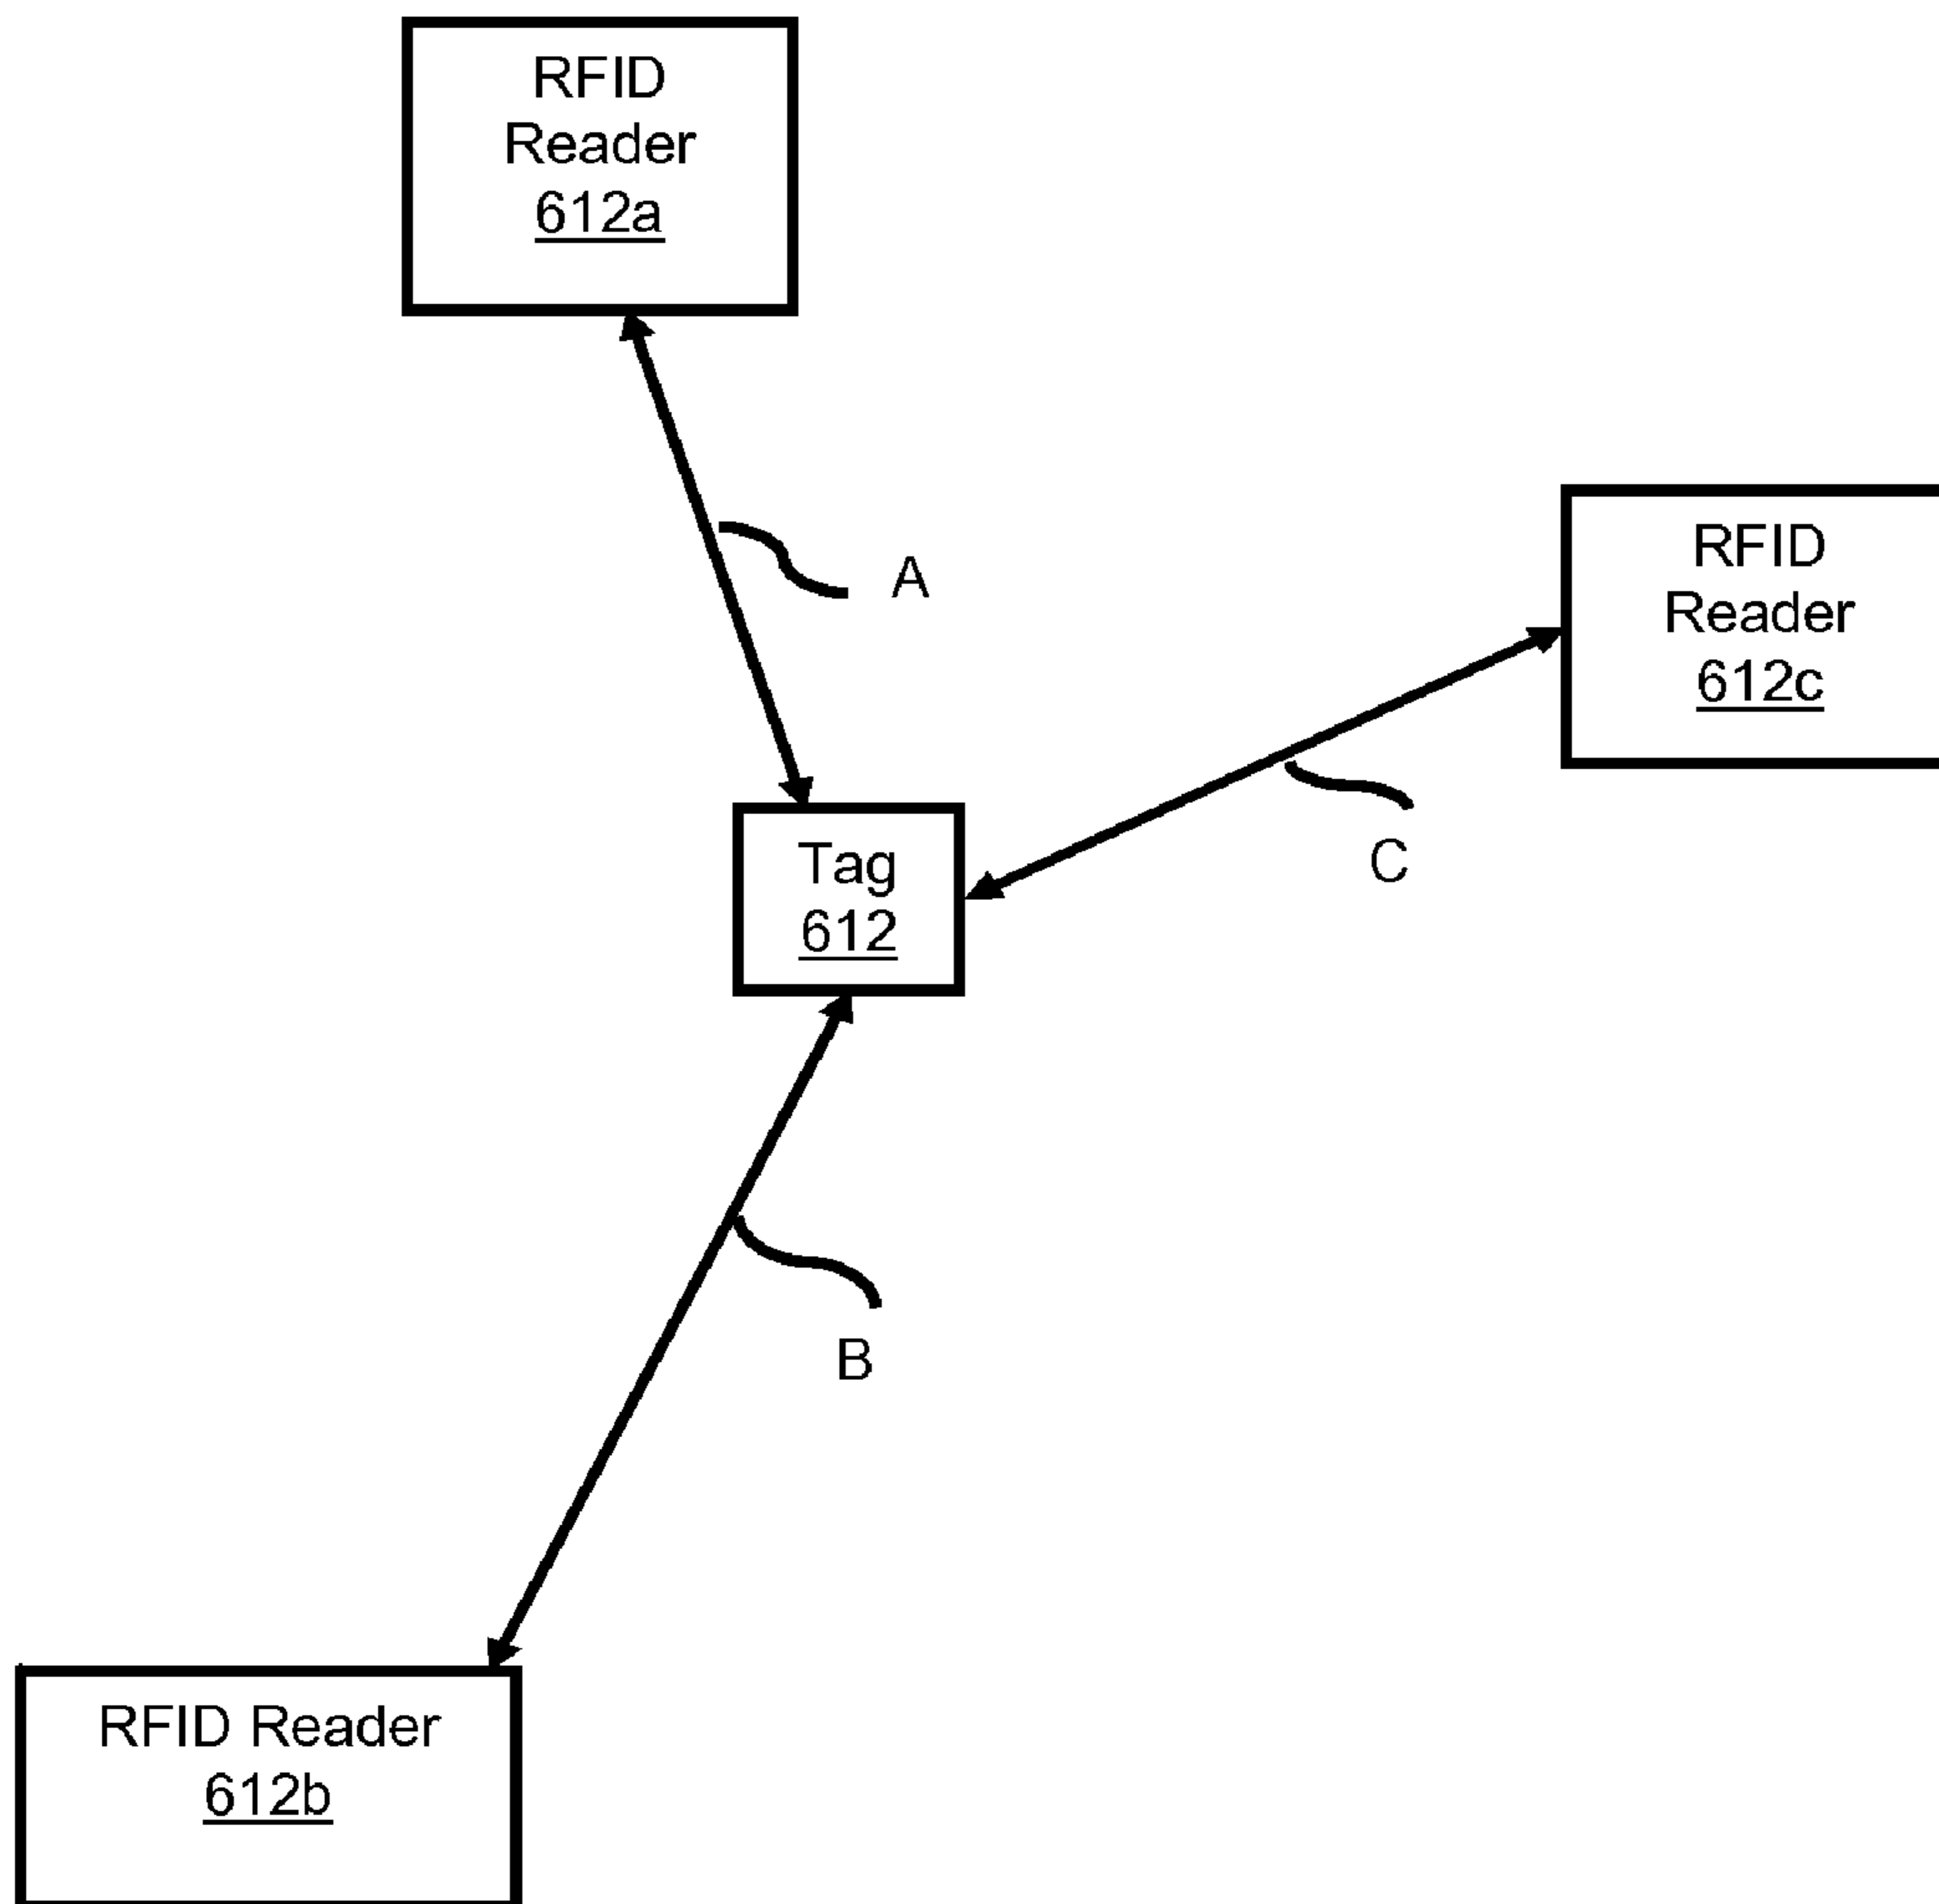 RFID
Reader
612a
A
RFID
Reader
612c
C
Tag
612
B
RFID Reader
612b